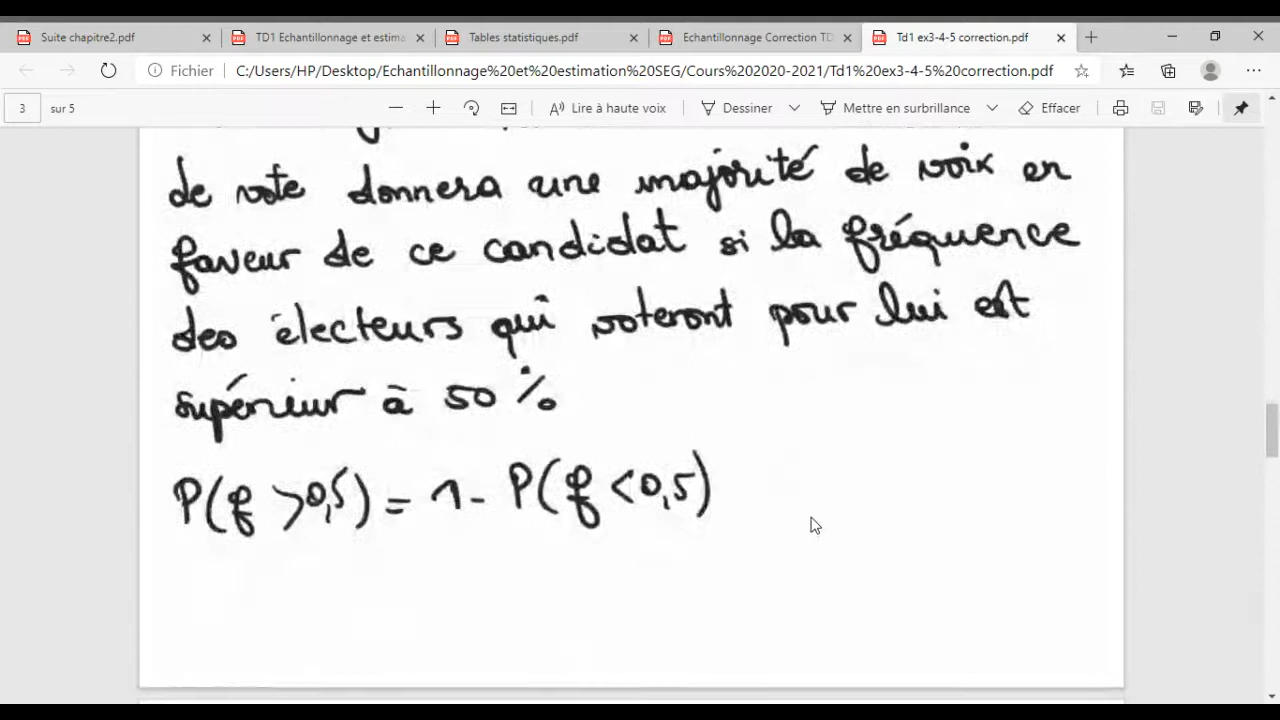 Suite chapitre2.pdf
TD1 Echantillonnage et estima
Tables statistiques.pdf
Echantillonnage Correction TD
Td1 ex3-4-5 correction.pdf
Fichier
C:/Users/HP/Desktop/Echantillonnage%20et%20estimation%20SEG/Cours%202020-2021/Td1%20ex3-4-5%20correction.pdf
3 sur 5
Lire à haute voix
Dessiner
Mettre en surbrillance
Effacer
de vote donnera une majorité de voix en
faveur de ce candidat si la fréquence
des électeurs qui voteront pour lui est
supérieur à 50 %
P(f >0,5) = 1 - P(f <0,5)